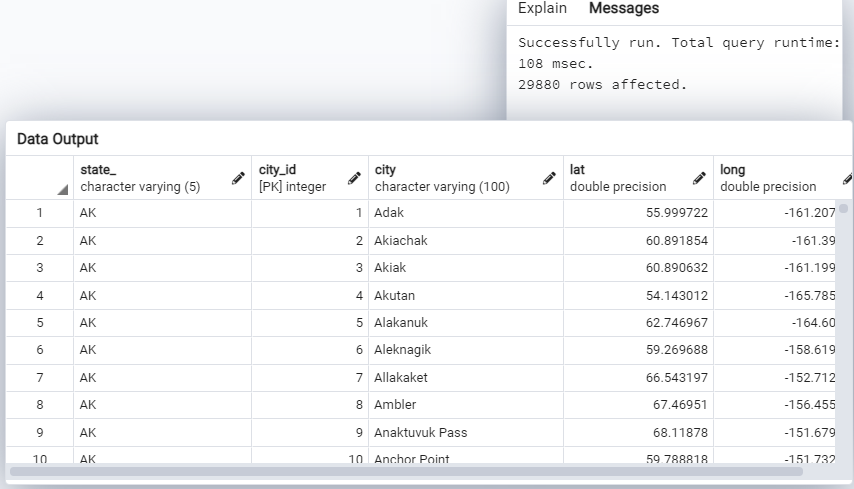 Explain Messages
Successfully run. Total query runtime:
108 msec.
29880 rows affected.
Data Output
state_ city_id city lat long
character varying (5) [PK] integer character varying (100) double precision double precision
1 AK 1 Adak 55.999722 -161.207
2 AK 2 Akiachak 60.891854 -161.39
3 AK 3 Akiak 60.890632 -161.199
4 AK 4 Akutan 54.143012 -165.785
5 AK 5 Alakanuk 62.746967 -164.60
6 AK 6 Aleknagik 59.269688 -158.619
7 AK 7 Allakaket 66.543197 -152.712
8 AK 8 Ambler 67.46951 -156.455
9 AK 9 Anaktuvuk Pass 68.11878 -151.679
10 AK 10 Anchor Point 59.788818 -151.732